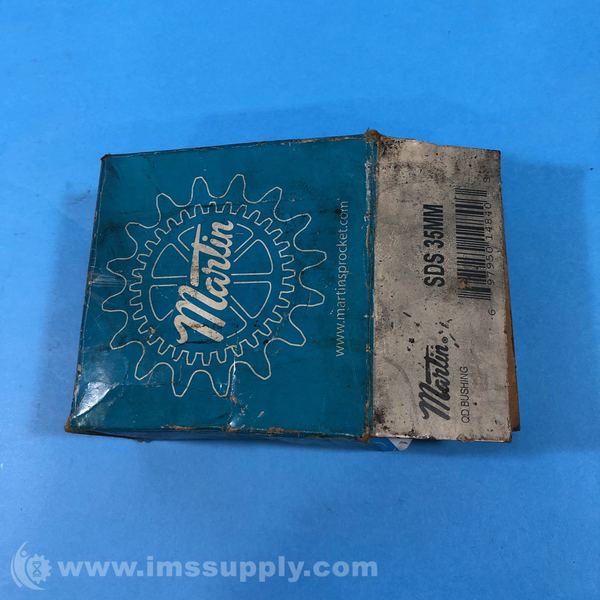 Martin
www.martinsprocket.com
SDS 35MM
Martin®
QD BUSHING
www.imssupply.com